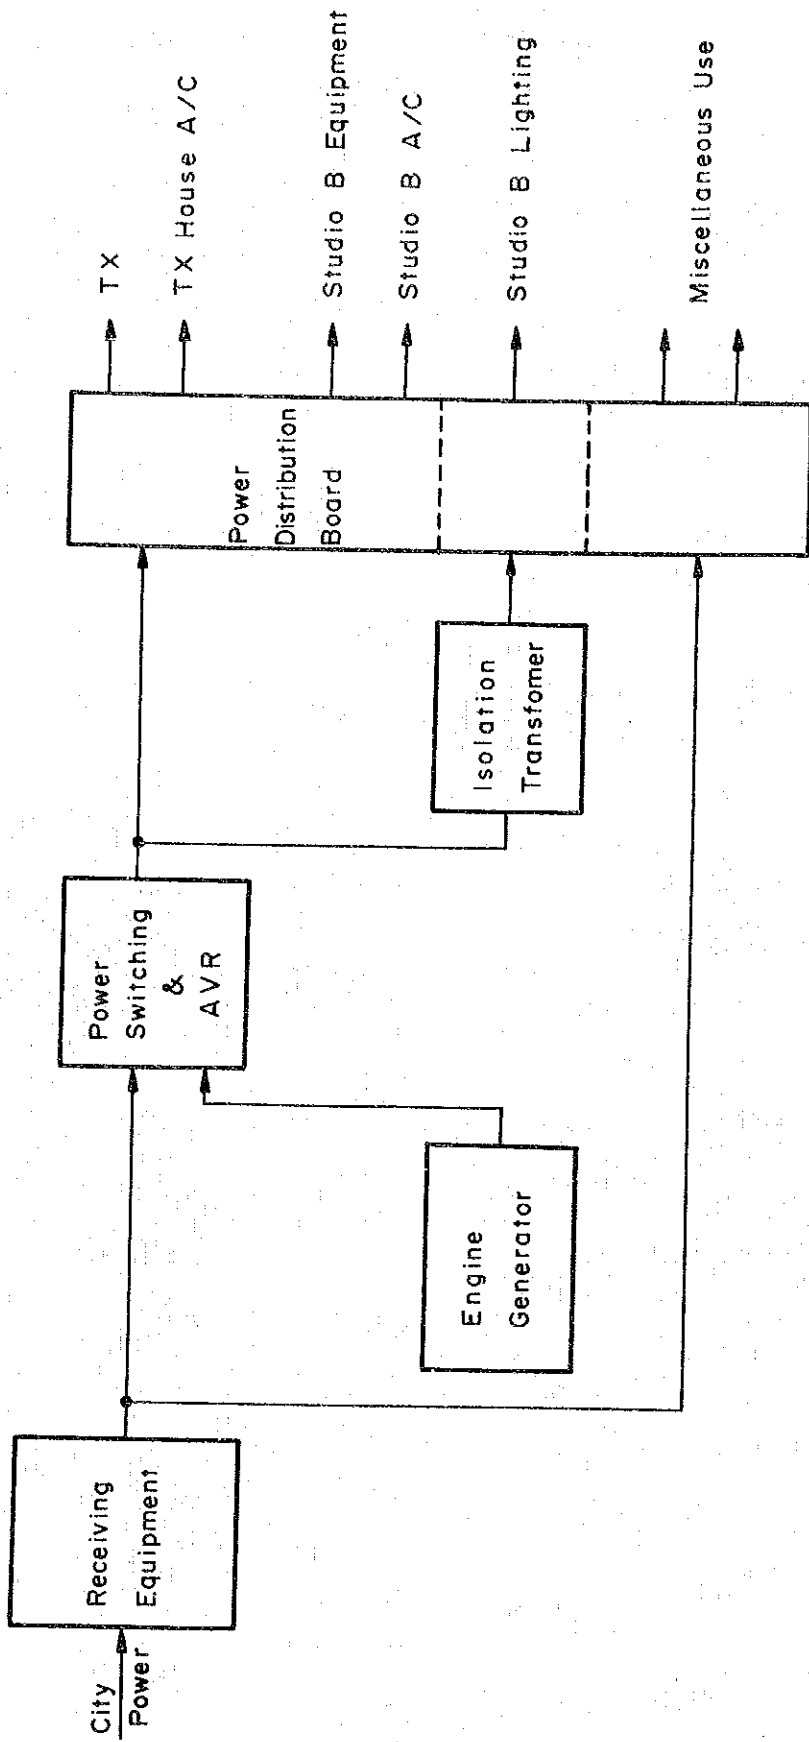 City
Power
Receiving
Equipment
Engine
Generator
Power
Switching
&
AVR
Isolation
Transfomer
Power
Distribution
Board
TX
TX House A/C
Studio B Equipment
Studio B A/C
Studio B Lighting
Miscellaneous Use